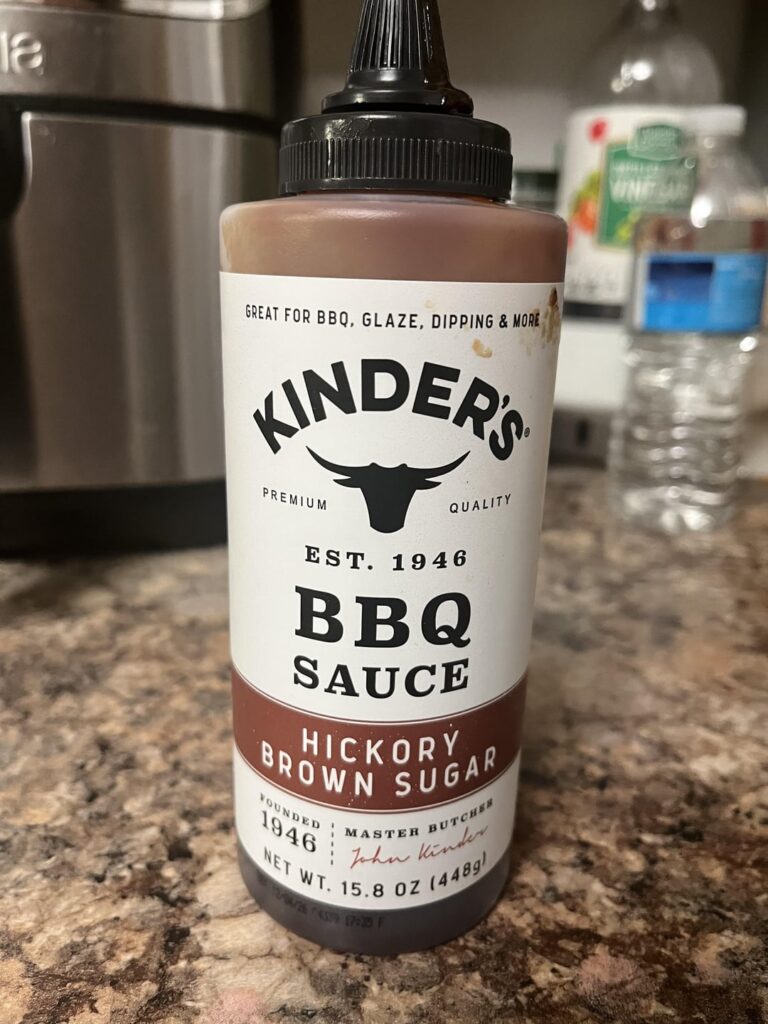 GREAT FOR BBQ, GLAZE, DIPPING & MORE
KINDER'S®
PREMIUM QUALITY
EST. 1946
BBQ
SAUCE
HICKORY
BROWN SUGAR
FOUNDED
1946
MASTER BUTCHER
John Kinder
NET WT. 15.8 OZ (448g)
VINEGAR